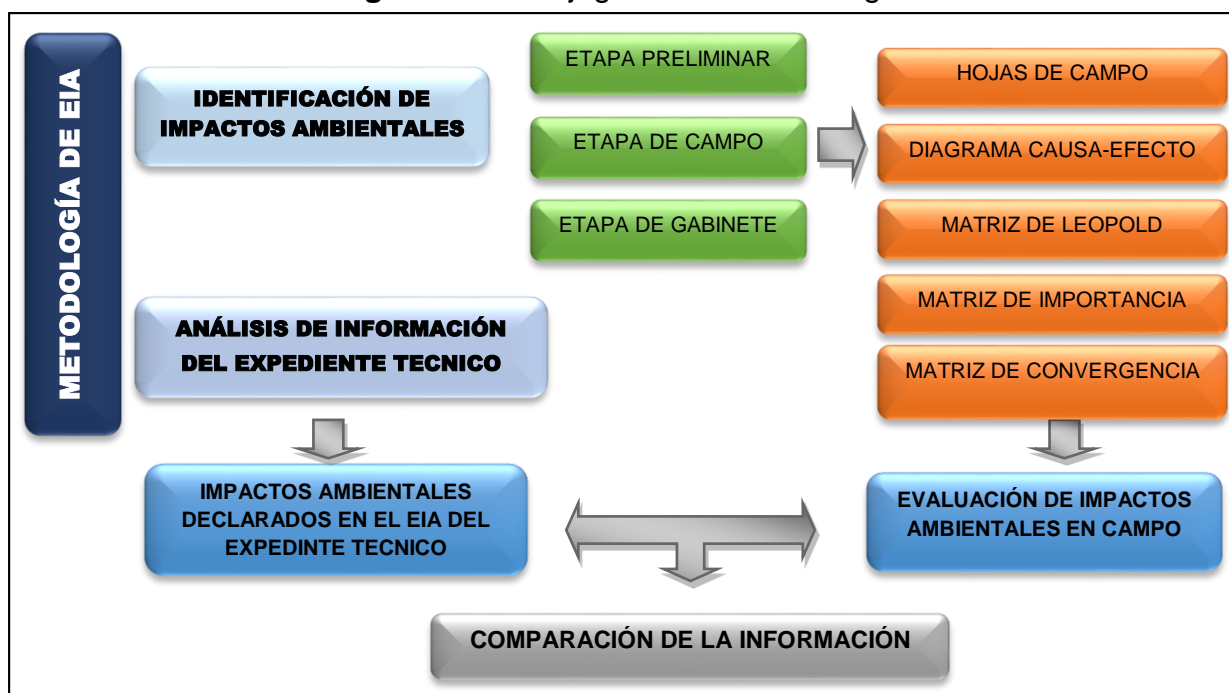 METODOLOGÍA DE EIA
IDENTIFICACIÓN DE
IMPACTOS AMBIENTALES
ETAPA PRELIMINAR
ETAPA DE CAMPO
ETAPA DE GABINETE
HOJAS DE CAMPO
DIAGRAMA CAUSA-EFECTO
MATRIZ DE LEOPOLD
MATRIZ DE IMPORTANCIA
MATRIZ DE CONVERGENCIA
ANÁLISIS DE INFORMACIÓN
DEL EXPEDIENTE TECNICO
IMPACTOS AMBIENTALES
DECLARADOS EN EL EIA DEL
EXPEDINTE TECNICO
EVALUACIÓN DE IMPACTOS
AMBIENTALES EN CAMPO
COMPARACIÓN DE LA INFORMACIÓN